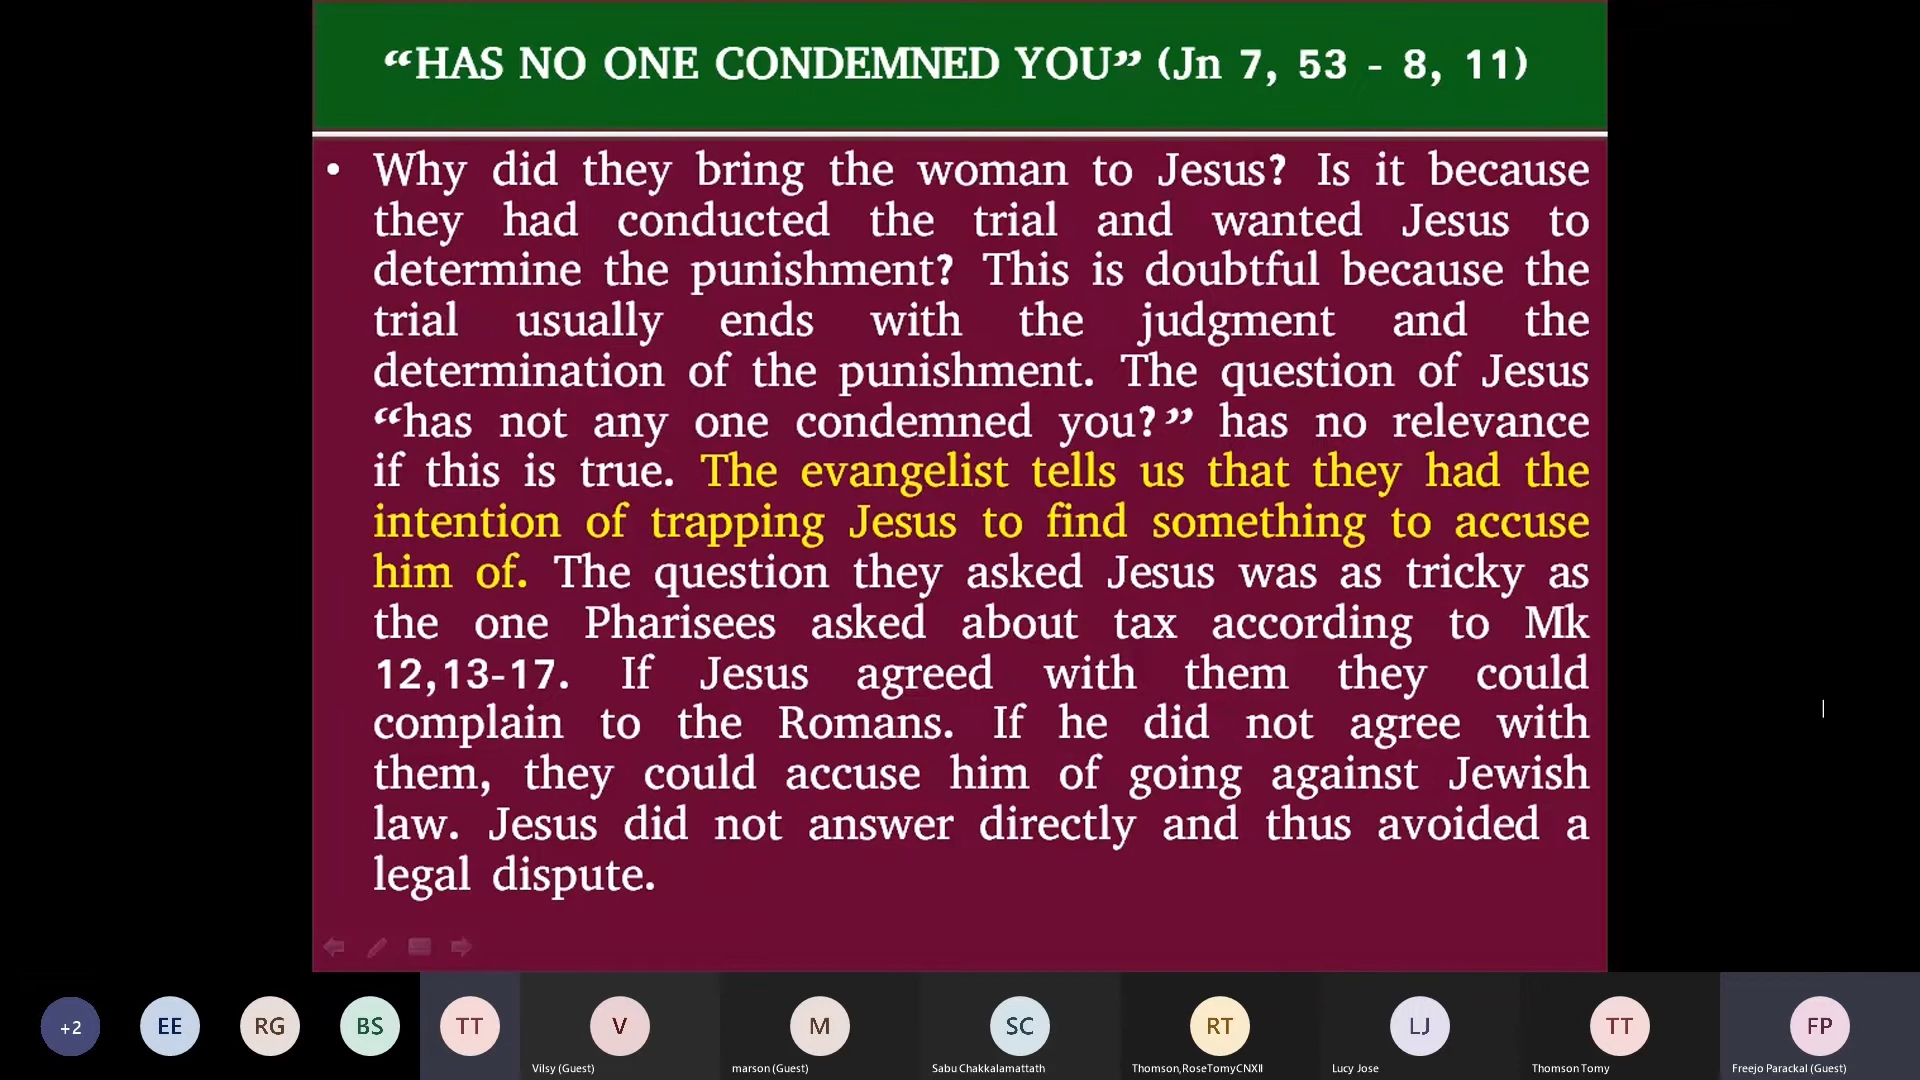 “HAS NO ONE CONDEMNED YOU” (Jn 7, 53 - 8, 11)
• Why did they bring the woman to Jesus? Is it because
they had conducted the trial and wanted Jesus to
determine the punishment? This is doubtful because the
trial usually ends with the judgment and the
determination of the punishment. The question of Jesus
“has not any one condemned you?” has no relevance
if this is true. The evangelist tells us that they had the
intention of trapping Jesus to find something to accuse
him of. The question they asked Jesus was as tricky as
the one Pharisees asked about tax according to Mk
12,13-17. If Jesus agreed with them they could
complain to the Romans. If he did not agree with
them, they could accuse him of going against Jewish
law. Jesus did not answer directly and thus avoided a
legal dispute.
+2 EE RG BS TT V M SC RT LJ TT FP
Vilsy (Guest) marson (Guest) Sabu Chakkalamattath Thomson,RoseTomyCNXII Lucy Jose Thomson Tomy Freejo Parackal (Guest)